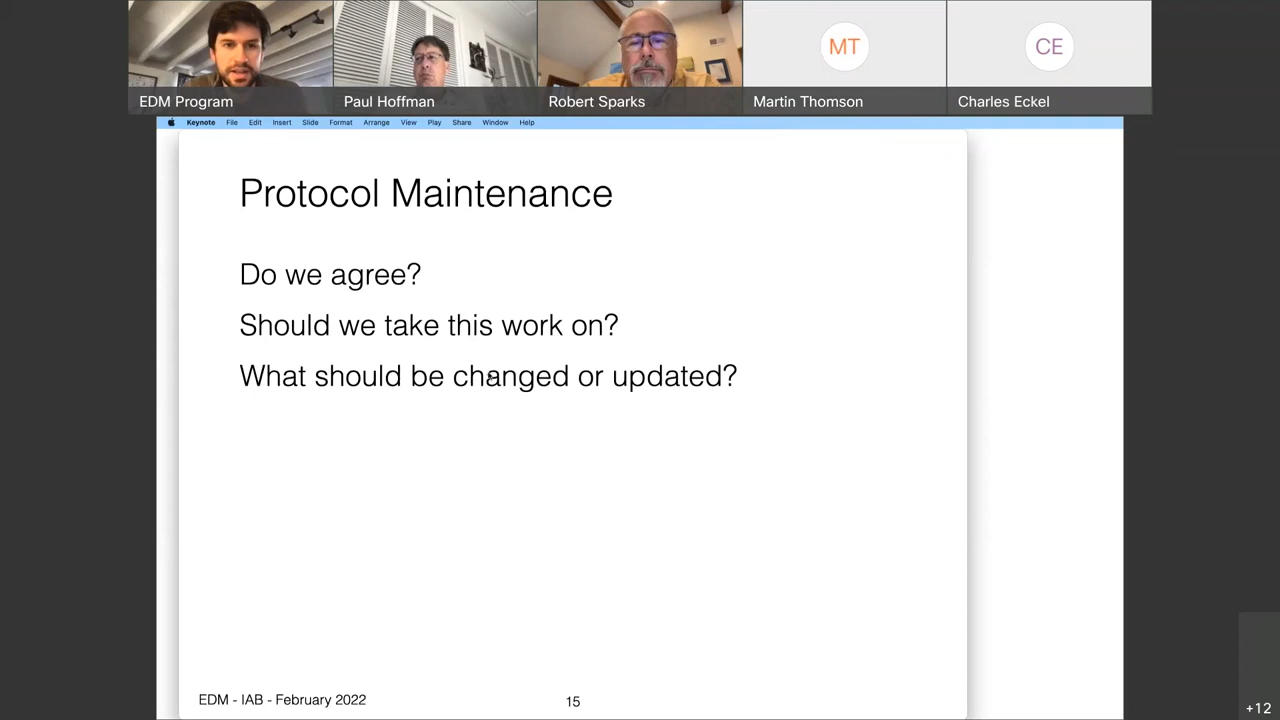 MT
CE
EDM Program
Paul Hoffman
Robert Sparks
Martin Thomson
Charles Eckel
Keynote File Edit Insert Slide Format Arrange View Play Share Window Help
Protocol Maintenance
Do we agree?
Should we take this work on?
What should be changed or updated?
EDM - IAB - February 2022
15
+12